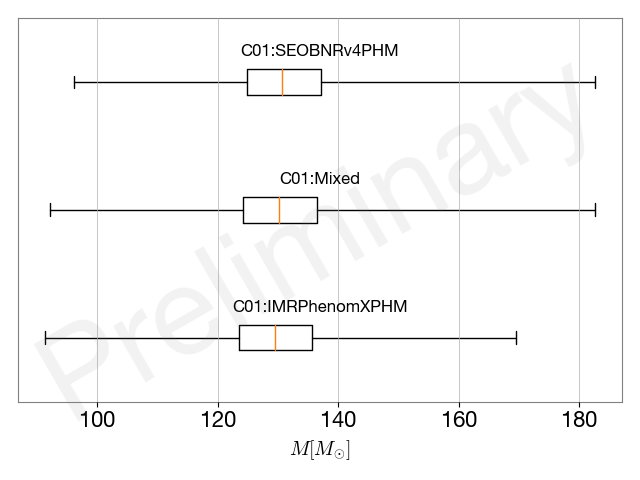 C01:SEOBNRv4PHM
C01:Mixed
C01:IMRPhenomXPHM
Preliminary
100 120 140 160 180
M[M☉]